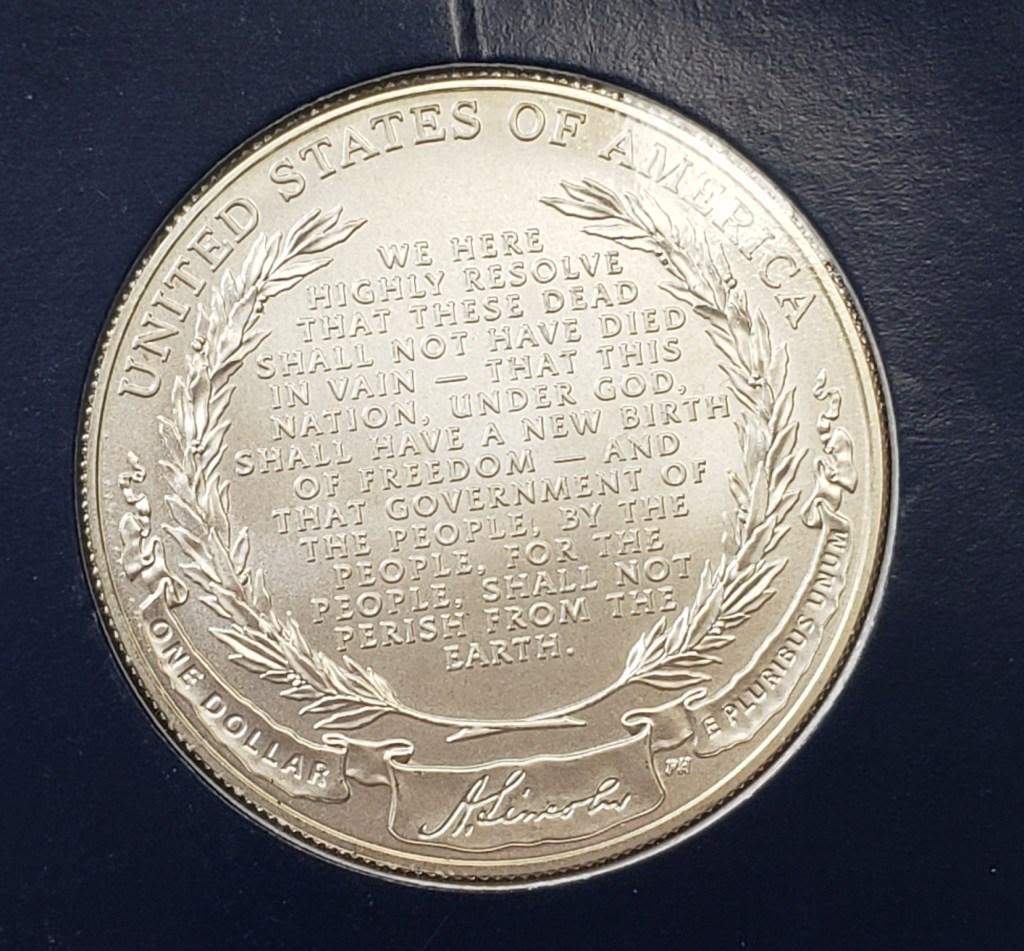 UNITED STATES OF AMERICA
WE HERE
HIGHLY RESOLVE
THAT THESE DEAD
SHALL NOT HAVE DIED
IN VAIN — THAT THIS
NATION, UNDER GOD,
SHALL HAVE A NEW BIRTH
OF FREEDOM — AND
THAT GOVERNMENT OF
THE PEOPLE, BY THE
PEOPLE, FOR THE
PEOPLE, SHALL NOT
PERISH FROM THE
EARTH.
ONE DOLLAR
A. Lincoln
PH
E PLURIBUS UNUM